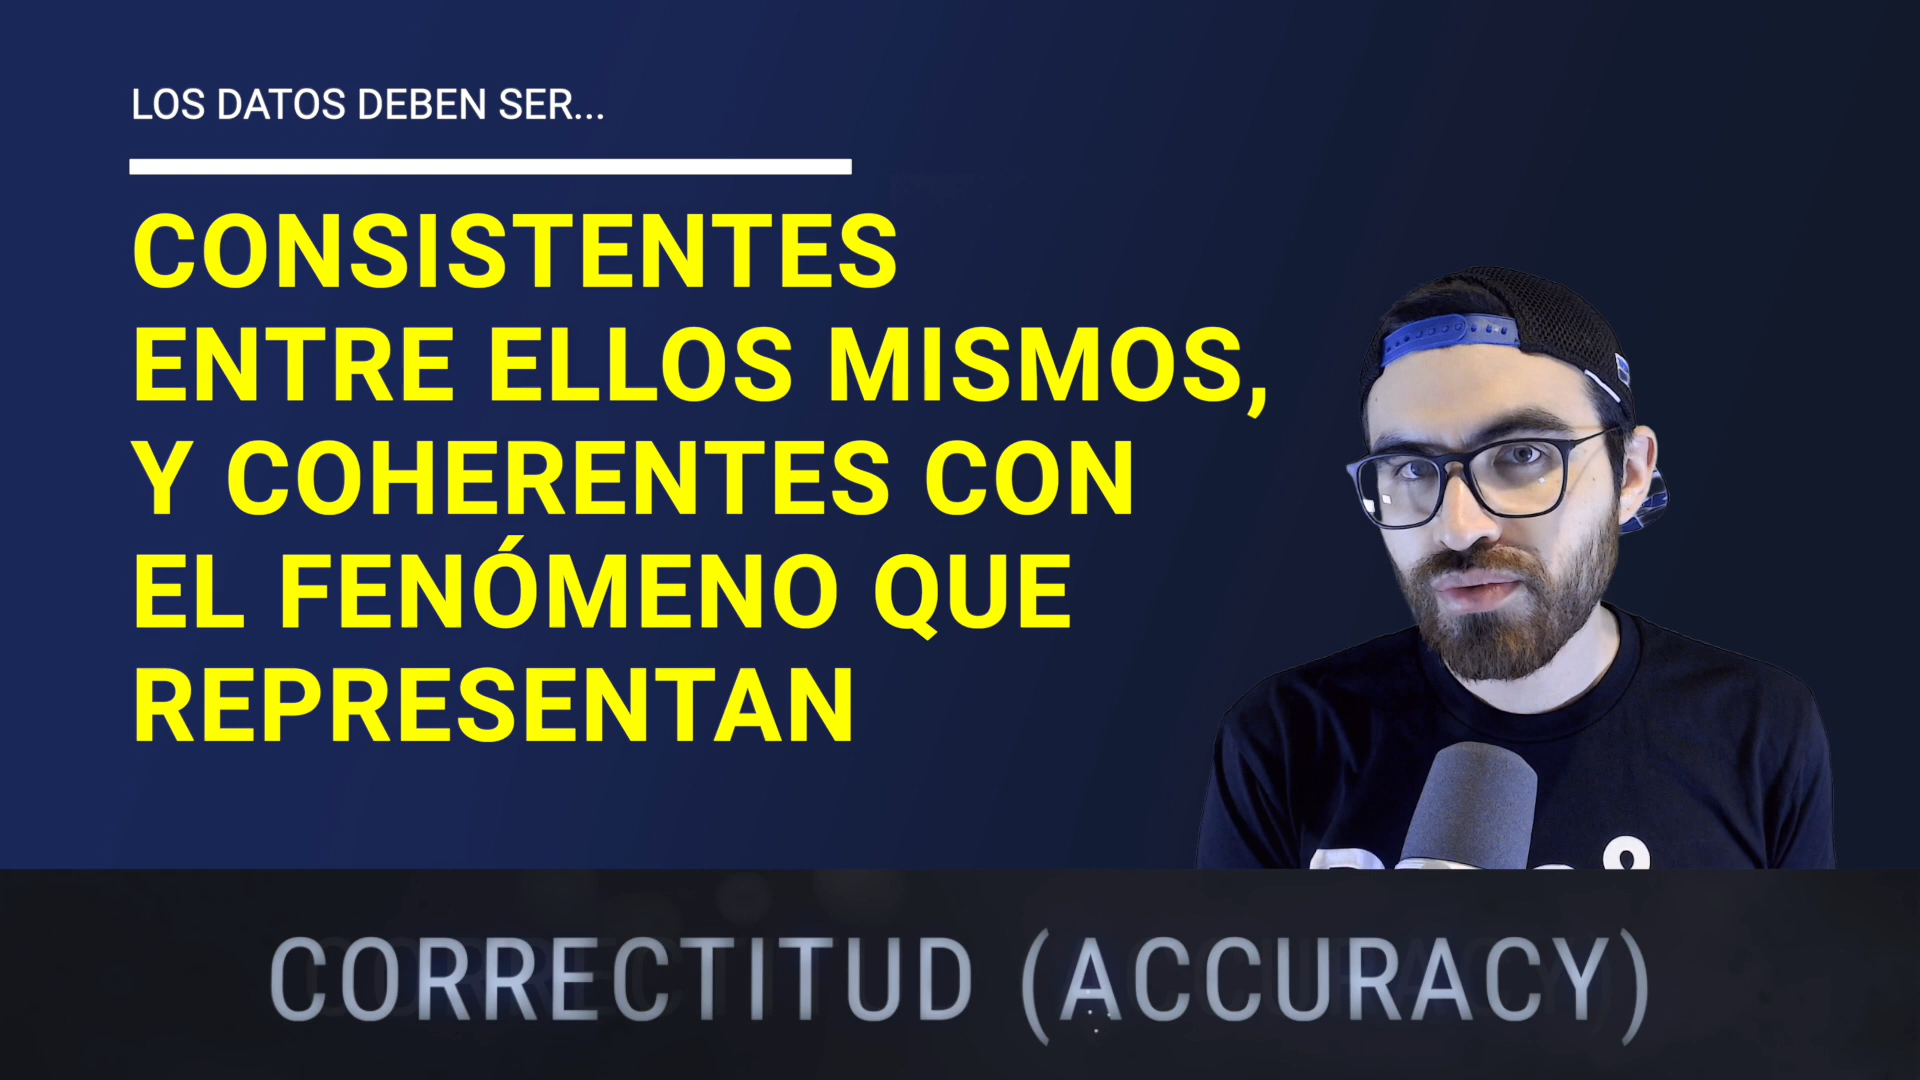 LOS DATOS DEBEN SER...
CONSISTENTES
ENTRE ELLOS MISMOS,
Y COHERENTES CON
EL FENÓMENO QUE
REPRESENTAN
CORRECTITUD (ACCURACY)